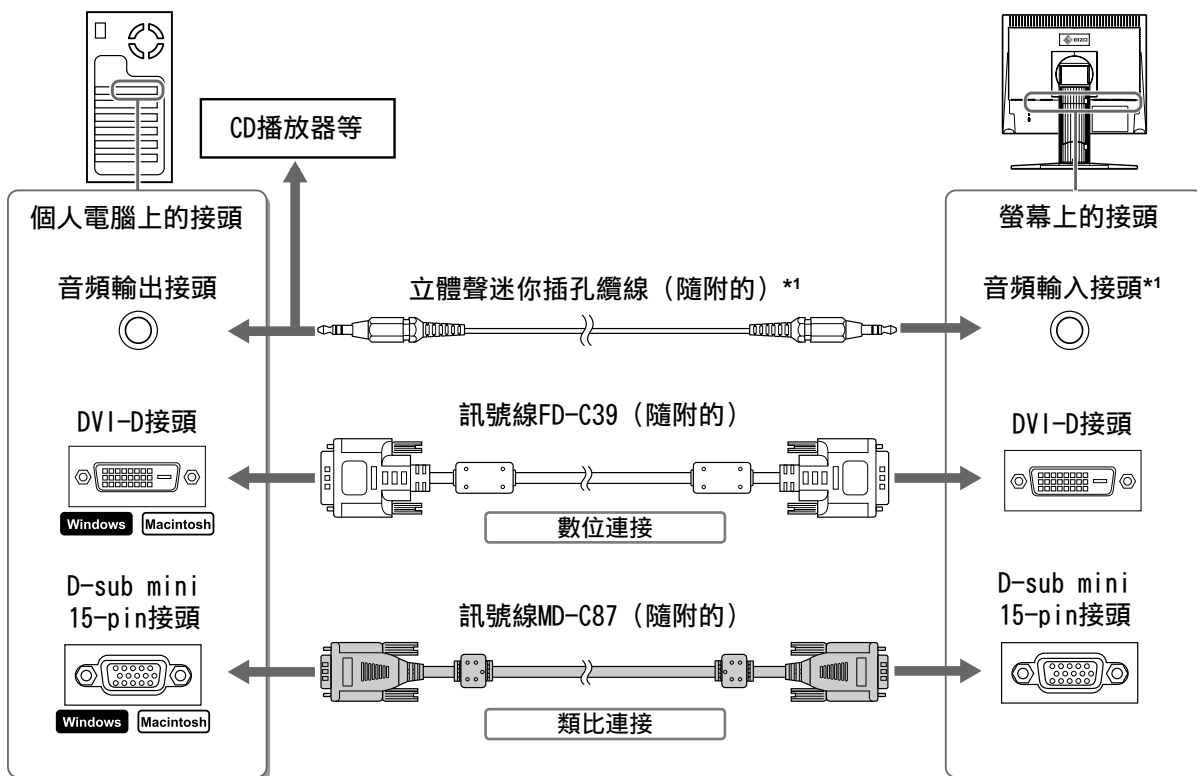 EIZO
CD播放器等
個人電腦上的接頭
螢幕上的接頭
音頻輸出接頭
立體聲迷你插孔纜線（隨附的）*1
音頻輸入接頭*1
DVI-D接頭
訊號線FD-C39（隨附的）
DVI-D接頭
Windows Macintosh
數位連接
D-sub mini
15-pin接頭
訊號線MD-C87（隨附的）
D-sub mini
15-pin接頭
Windows Macintosh
類比連接